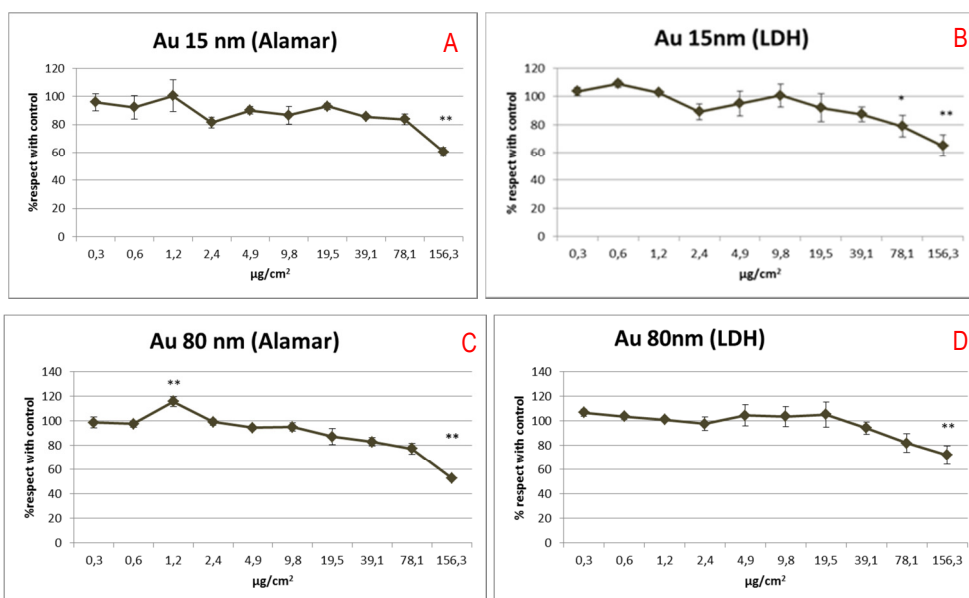 Au 15 nm (Alamar)
A
120
100
80
60
40
20
0
%respect with control
**
0,3 0,6 1,2 2,4 4,9 9,8 19,5 39,1 78,1 156,3
µg/cm²
Au 15nm (LDH)
B
120
100
80
60
40
20
0
% respect with control
*
**
0,3 0,6 1,2 2,4 4,9 9,8 19,5 39,1 78,1 156,3
µg/cm²
Au 80 nm (Alamar)
C
140
120
100
80
60
40
20
0
%respect with control
**
**
0,3 0,6 1,2 2,4 4,9 9,8 19,5 39,1 78,1 156,3
µg/cm²
Au 80nm (LDH)
D
140
120
100
80
60
40
20
0
% respect with control
**
0,3 0,6 1,2 2,4 4,9 9,8 19,5 39,1 78,1 156,3
µg/cm²